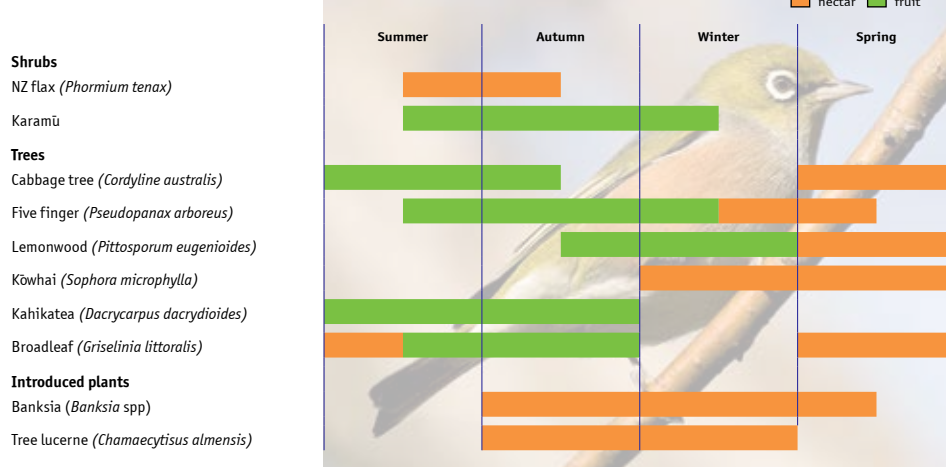 nectar fruit
Summer Autumn Winter Spring
Shrubs
NZ flax (Phormium tenax)
Karamū
Trees
Cabbage tree (Cordyline australis)
Five finger (Pseudopanax arboreus)
Lemonwood (Pittosporum eugenioides)
Kōwhai (Sophora microphylla)
Kahikatea (Dacrycarpus dacrydioides)
Broadleaf (Griselinia littoralis)
Introduced plants
Banksia (Banksia spp)
Tree lucerne (Chamaecytisus almensis)